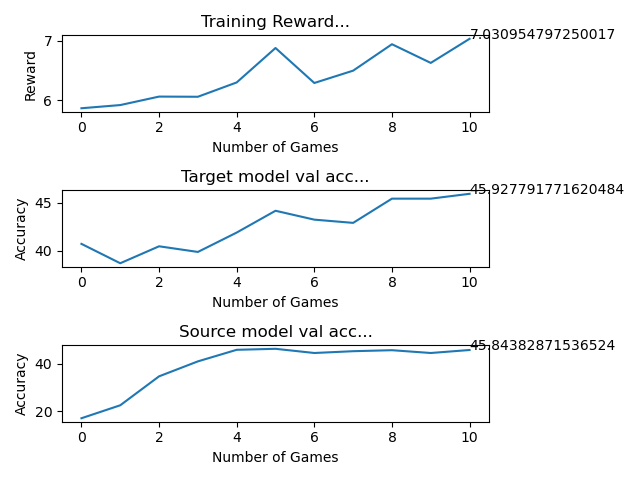 Training Reward...
7.030954797250017
7
6
Reward
0 2 4 6 8 10
Number of Games
Target model val acc...
45.927791771620484
45
40
Accuracy
0 2 4 6 8 10
Number of Games
Source model val acc...
45.84382871536524
40
20
Accuracy
0 2 4 6 8 10
Number of Games